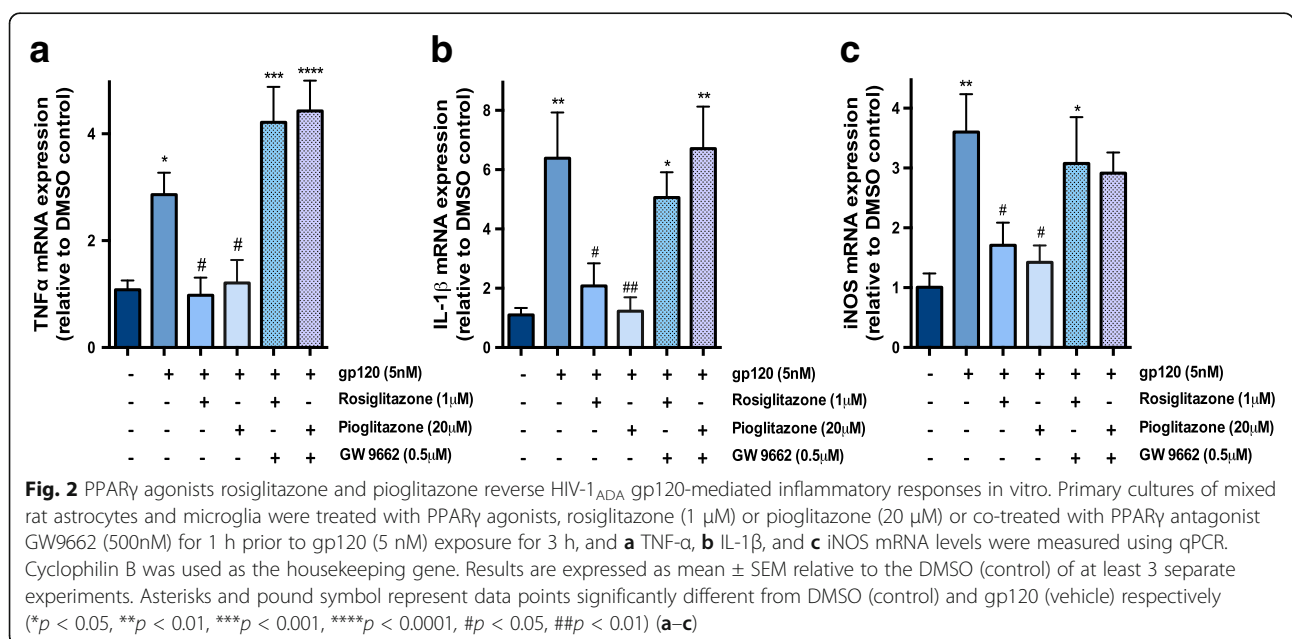 a
b
c
TNFα mRNA expression
(relative to DMSO control)
4
2
0
*
#
#
***
****
IL-1β mRNA expression
(relative to DMSO control)
8
6
4
2
0
**
#
##
*
**
iNOS mRNA expression
(relative to DMSO control)
4
3
2
1
0
**
#
#
*
- + + + + + - + + + + + - + + + + + gp120 (5nM)
- - + - + - - - + - + - - - + - + - Rosiglitazone (1µM)
- - - + - + - - - + - + - - - + - + Pioglitazone (20µM)
- - - - + + - - - - + + - - - - + + GW 9662 (0.5µM)
Fig. 2 PPARγ agonists rosiglitazone and pioglitazone reverse HIV-1ADA gp120-mediated inflammatory responses in vitro. Primary cultures of mixed
rat astrocytes and microglia were treated with PPARγ agonists, rosiglitazone (1 µM) or pioglitazone (20 µM) or co-treated with PPARγ antagonist
GW9662 (500nM) for 1 h prior to gp120 (5 nM) exposure for 3 h, and a TNF-α, b IL-1β, and c iNOS mRNA levels were measured using qPCR.
Cyclophilin B was used as the housekeeping gene. Results are expressed as mean ± SEM relative to the DMSO (control) of at least 3 separate
experiments. Asterisks and pound symbol represent data points significantly different from DMSO (control) and gp120 (vehicle) respectively
(*p < 0.05, **p < 0.01, ***p < 0.001, ****p < 0.0001, #p < 0.05, ##p < 0.01) (a–c)